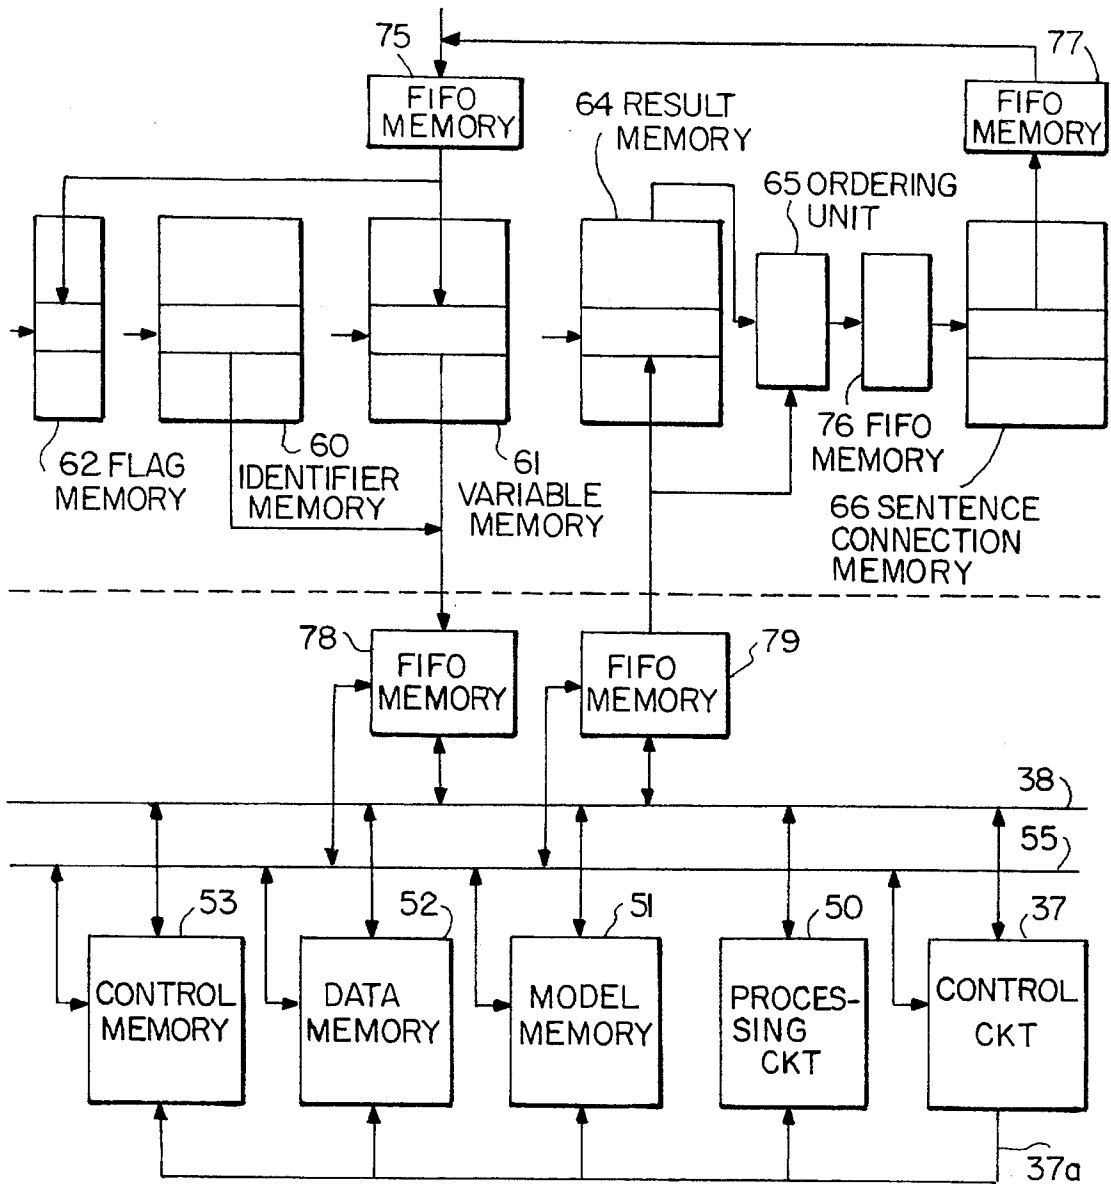 75
FIFO
MEMORY
64 RESULT
MEMORY
77
FIFO
MEMORY
65 ORDERING
UNIT
62 FLAG
MEMORY
60
IDENTIFIER
MEMORY
61
VARIABLE
MEMORY
76 FIFO
MEMORY
66 SENTENCE
CONNECTION
MEMORY
78
FIFO
MEMORY
79
FIFO
MEMORY
38
55
53
CONTROL
MEMORY
52
DATA
MEMORY
51
MODEL
MEMORY
50
PROCES-
SING
CKT
37
CONTROL
CKT
37a